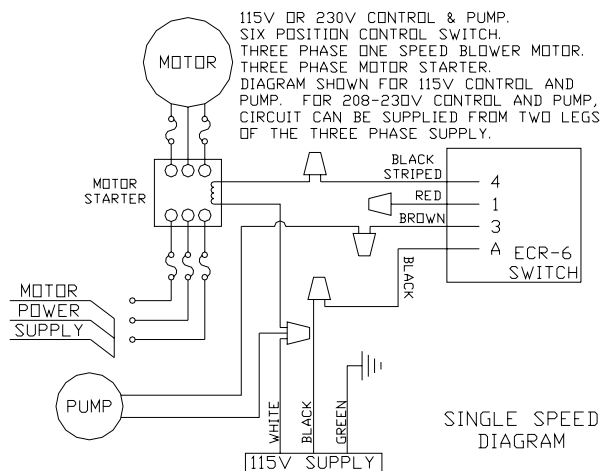 115V OR 230V CONTROL & PUMP.
SIX POSITION CONTROL SWITCH.
THREE PHASE ONE SPEED BLOWER MOTOR.
THREE PHASE MOTOR STARTER.
DIAGRAM SHOWN FOR 115V CONTROL AND
PUMP. FOR 208-230V CONTROL AND PUMP,
CIRCUIT CAN BE SUPPLIED FROM TWO LEGS
OF THE THREE PHASE SUPPLY.
MOTOR
MOTOR
STARTER
BLACK
STRIPED
RED
BROWN
BLACK
4
1
3
A
ECR-6
SWITCH
MOTOR
POWER
SUPPLY
PUMP
WHITE
BLACK
GREEN
115V SUPPLY
SINGLE SPEED
DIAGRAM